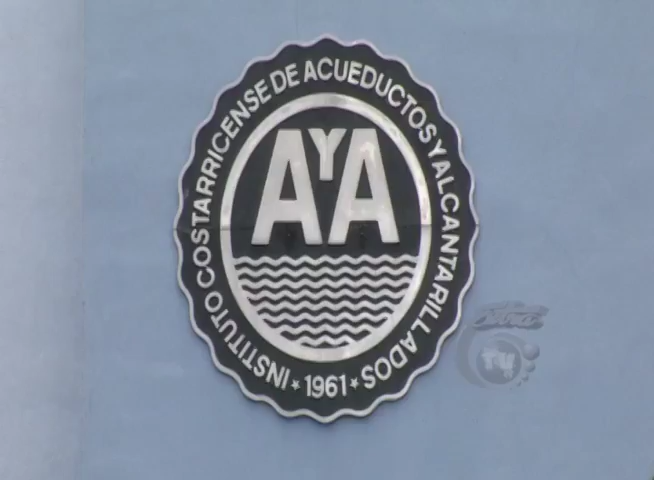 INSTITUTO COSTARRICENSE DE ACUEDUCTOS Y ALCANTARILLADOS
AYA
*1961*